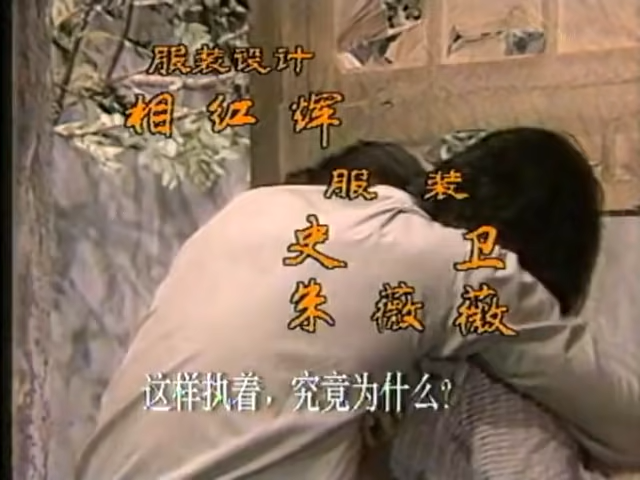 服装设计
相红辉
服装
史卫
朱薇薇
这样执着，究竟为什么？